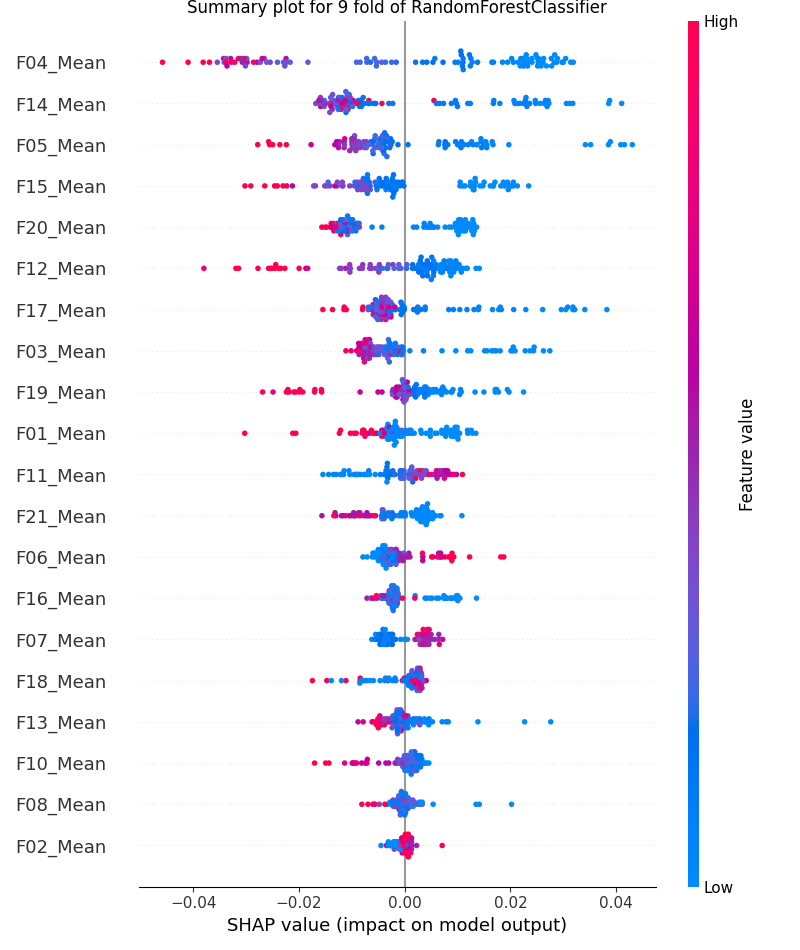 Summary plot for 9 fold of RandomForestClassifier
High
F04_Mean
F14_Mean
F05_Mean
F15_Mean
F20_Mean
F12_Mean
F17_Mean
F03_Mean
F19_Mean
F01_Mean
F11_Mean
F21_Mean
F06_Mean
F16_Mean
F07_Mean
F18_Mean
F13_Mean
F10_Mean
F08_Mean
F02_Mean
Feature value
Low
−0.04 −0.02 0.00 0.02 0.04
SHAP value (impact on model output)